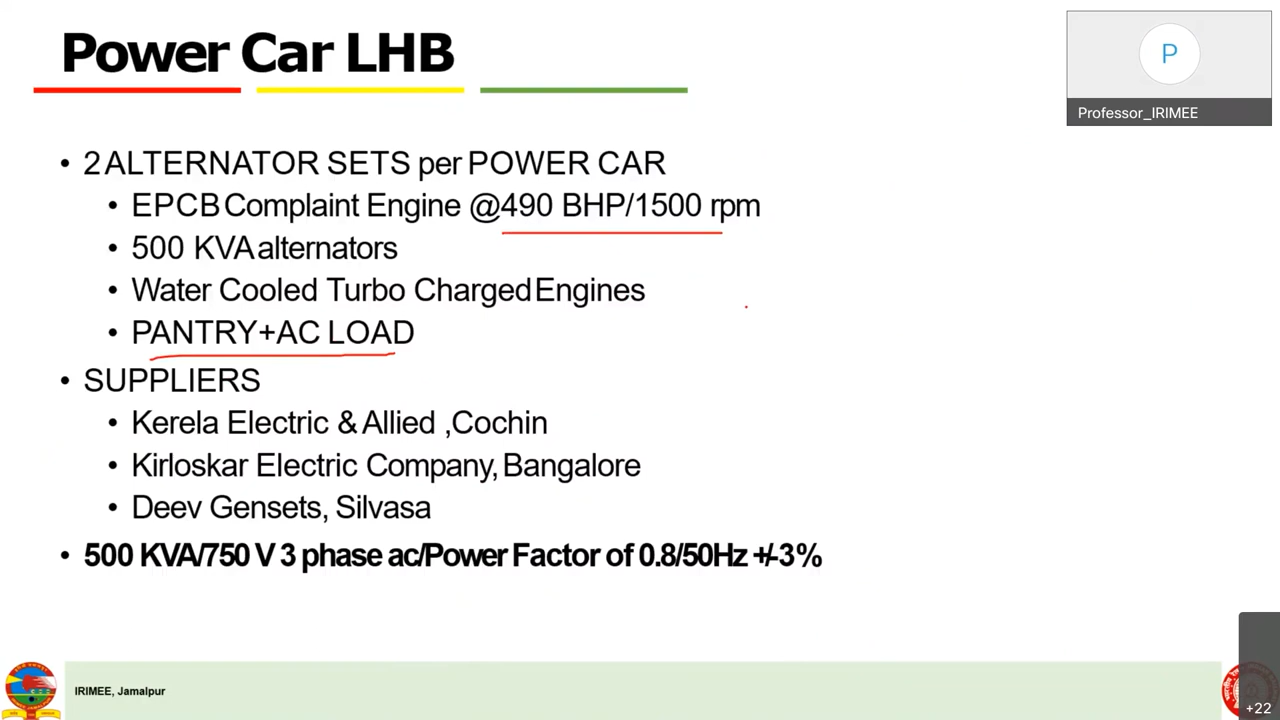 Power Car LHB
P
Professor_IRIMEE
• 2 ALTERNATOR SETS per POWER CAR
• EPCB Complaint Engine @490 BHP/1500 rpm
• 500 KVA alternators
• Water Cooled Turbo Charged Engines
• PANTRY+AC LOAD
• SUPPLIERS
• Kerela Electric & Allied ,Cochin
• Kirloskar Electric Company, Bangalore
• Deev Gensets, Silvasa
• 500 KVA/750 V 3 phase ac/Power Factor of 0.8/50Hz +/-3%
IRIMEE, Jamalpur
+22